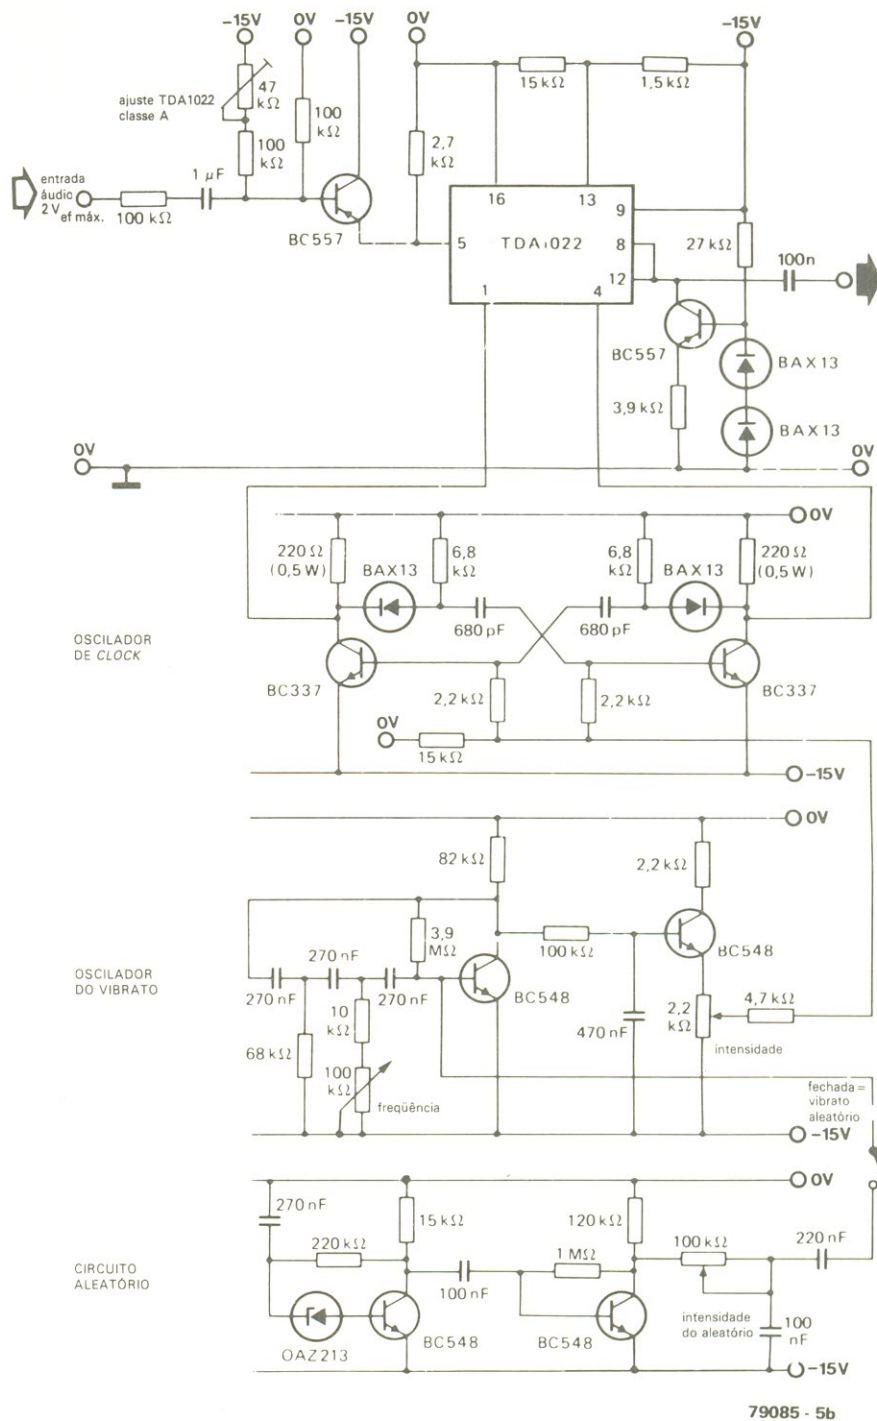 -15V
0V
-15V
0V
-15V
ajuste TDA1022
classe A
47
kΩ
100
kΩ
100
kΩ
15 kΩ
1,5kΩ
2,7
kΩ
entrada
áudio
2 V ef máx.
1 µF
100 kΩ
BC557
16
13
9
5
TDA1022
8
12
1
4
27 kΩ
100n
BC557
BAX13
3,9 kΩ
BAX13
0V
0V
0V
220 Ω
(0,5W)
BAX13
6,8
kΩ
6,8
kΩ
BAX13
220 Ω
(0,5W)
680 pF
680 pF
OSCILADOR
DE CLOCK
BC337
2,2 kΩ
2,2 kΩ
BC337
0V
15 kΩ
-15V
0V
82 kΩ
2,2 kΩ
3,9
MΩ
100 kΩ
BC548
OSCILADOR
DO VIBRATO
270 nF
270 nF
270 nF
BC548
10
kΩ
470 nF
2,2
kΩ
4,7 kΩ
intensidade
68 kΩ
100
kΩ
freqüência
fechada =
vibrato
aleatório
-15V
0V
270 nF
15 kΩ
120 kΩ
220 nF
CIRCUITO
ALEATÓRIO
220 kΩ
100 nF
1 MΩ
100 kΩ
intensidade
do aleatório
100
nF
OAZ213
BC548
BC548
-15V
79085 - 5b